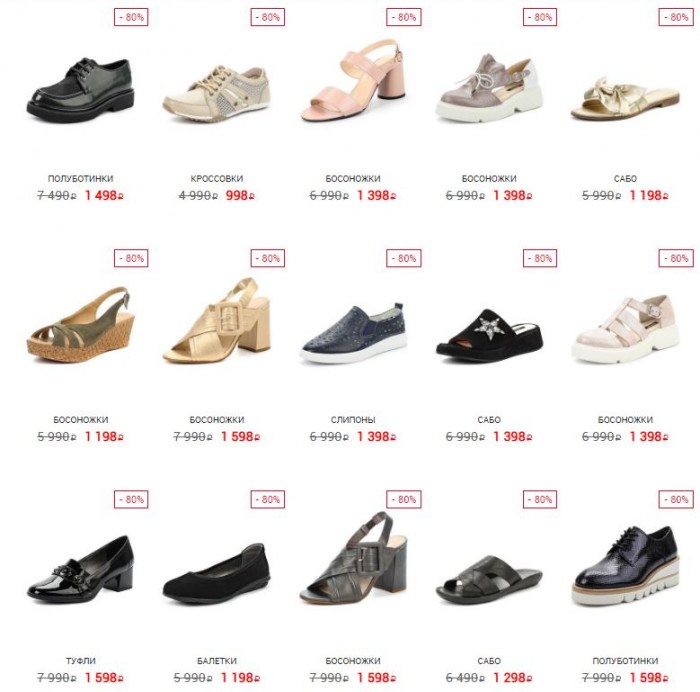 - 80% - 80% - 80% - 80% - 80%
ПОЛУБОТИНКИ КРОССОВКИ БОСОНОЖКИ БОСОНОЖКИ САБО
7 490₽ 1 498₽ 4 990₽ 998₽ 6 990₽ 1 398₽ 6 990₽ 1 398₽ 5 990₽ 1 198₽
- 80% - 80% - 80% - 80% - 80%
БОСОНОЖКИ БОСОНОЖКИ СЛИПОНЫ САБО БОСОНОЖКИ
5 990₽ 1 198₽ 7 990₽ 1 598₽ 6 990₽ 1 398₽ 6 990₽ 1 398₽ 6 990₽ 1 398₽
- 80% - 80% - 80% - 80% - 80%
ТУФЛИ БАЛЕТКИ БОСОНОЖКИ САБО ПОЛУБОТИНКИ
7 990₽ 1 598₽ 5 990₽ 1 198₽ 7 990₽ 1 598₽ 6 490₽ 1 298₽ 7 990₽ 1 598₽